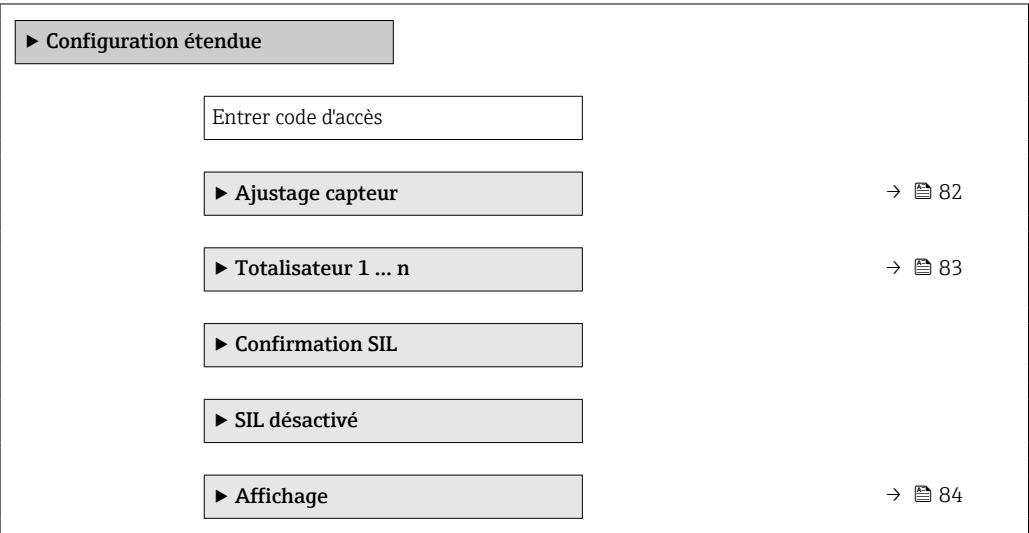 ▶ Configuration étendue
Entrer code d'accès
▶ Ajustage capteur → 82
▶ Totalisateur 1 … n → 83
▶ Confirmation SIL
▶ SIL désactivé
▶ Affichage → 84